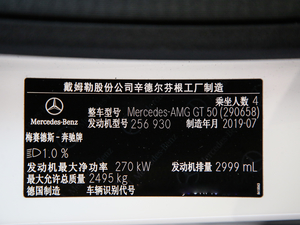 戴姆勒股份公司辛德尔芬根工厂制造
乘坐人数 4
整车型号 Mercedes-AMG GT 50 (290658)
Mercedes-Benz
发动机型号 256 930 制造年月 2019-07
梅赛德斯-奔驰牌
1.0 %
发动机最大净功率 270 kW 发动机排量 2999 mL
最大允许总质量 2495 kg
德国制造 车辆识别代号